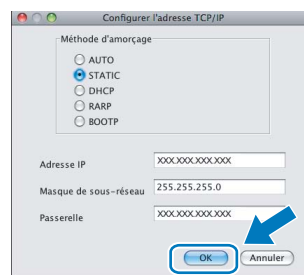 Configurer l'adresse TCP/IP
Méthode d'amorçage
AUTO
STATIC
DHCP
RARP
BOOTP
Adresse IP XXX.XXX.XXX.XXX
Masque de sous-réseau 255.255.255.0
Passerelle XXX.XXX.XXX.XXX
OK Annuler